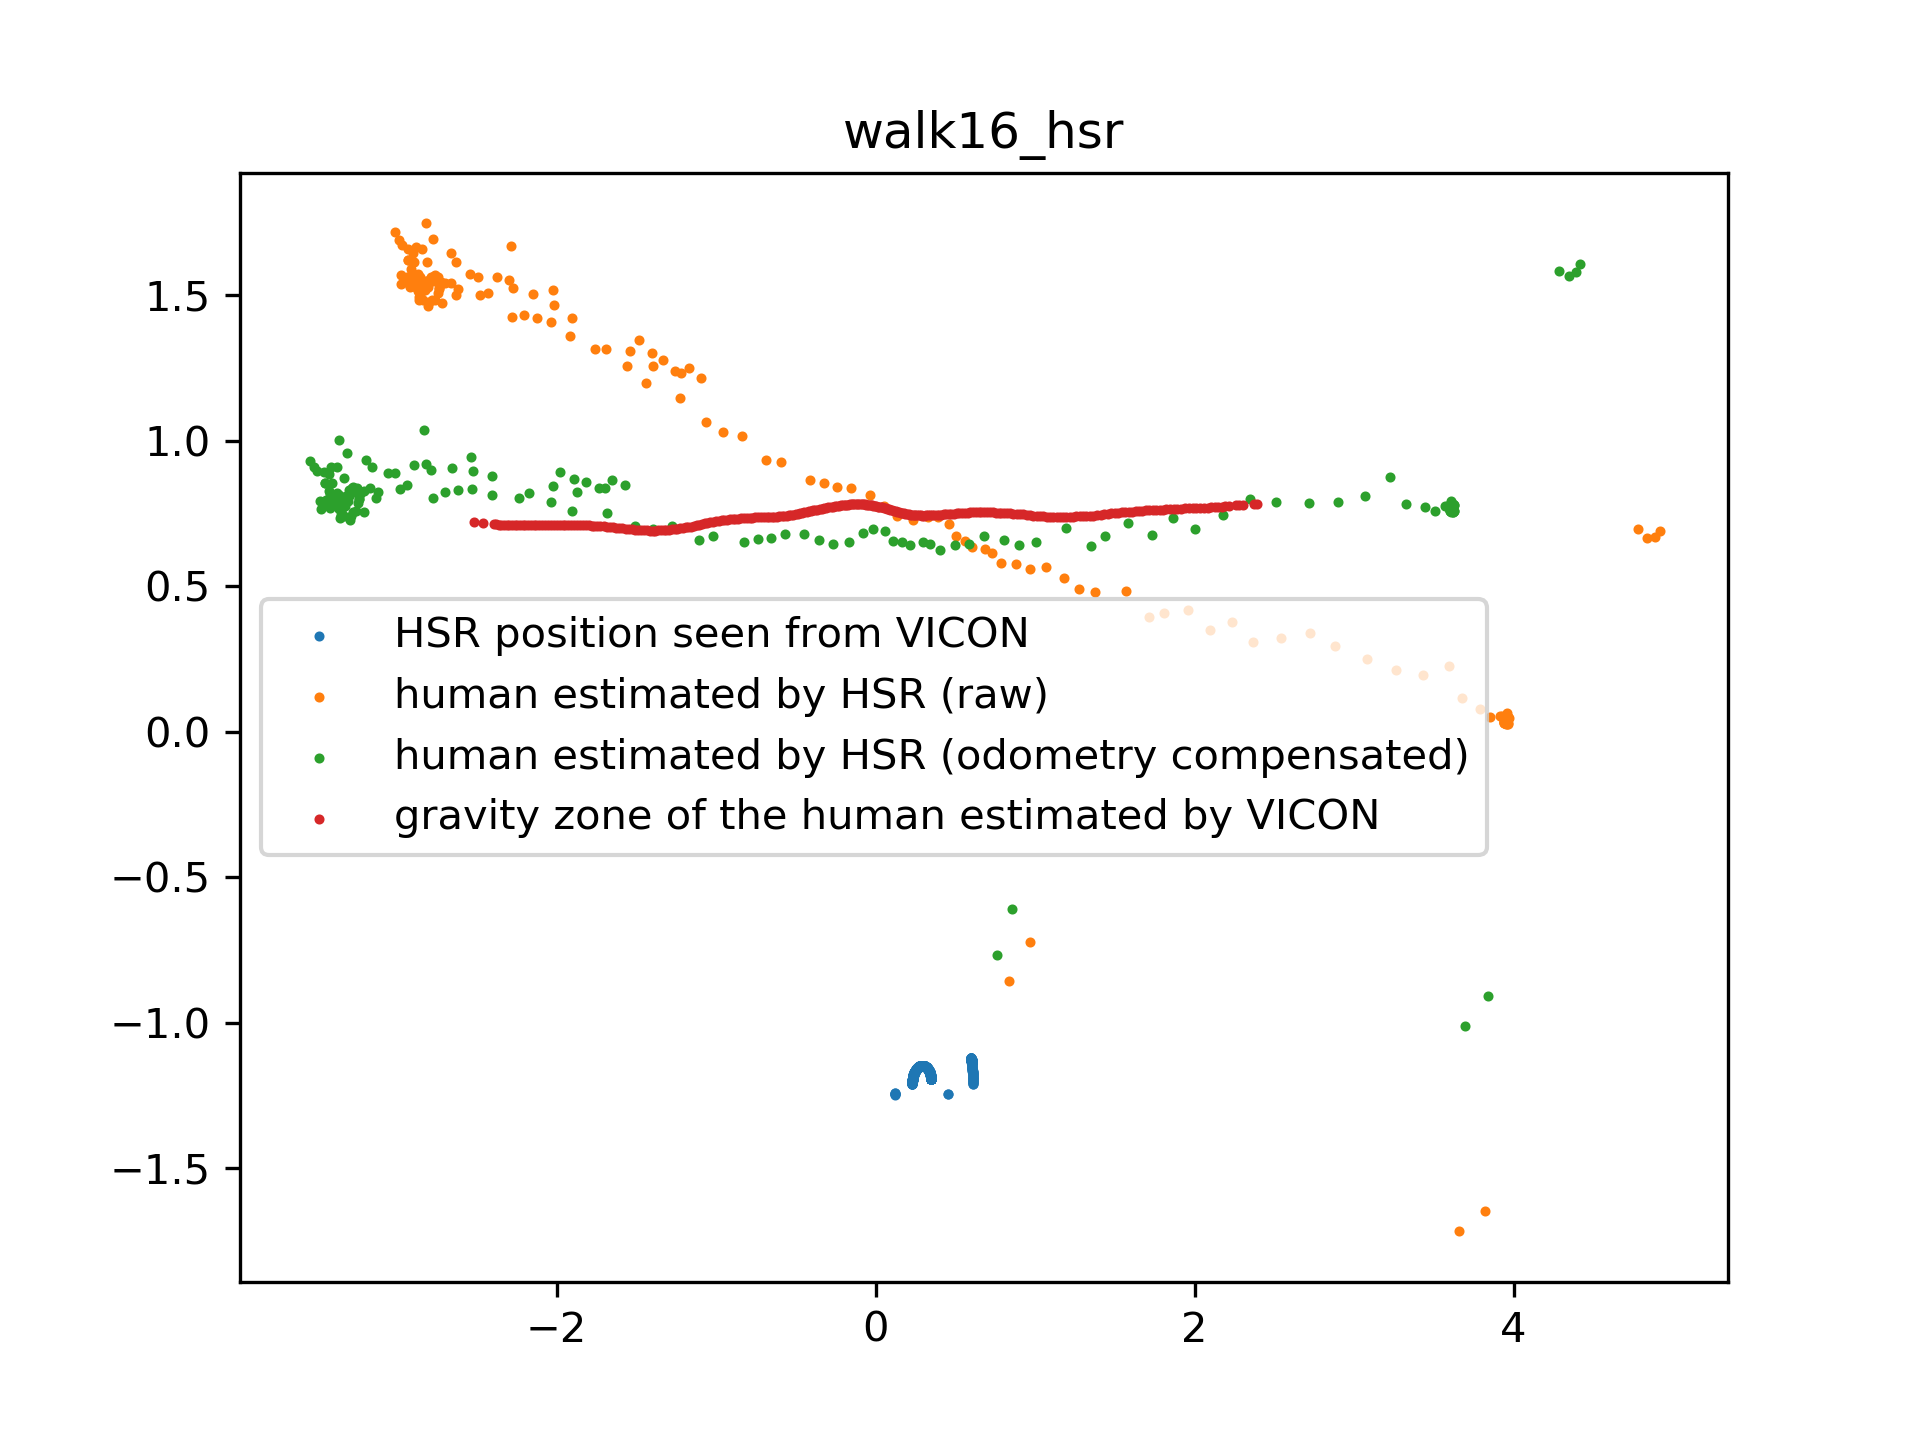 walk16_hsr
1.5
1.0
0.5
0.0
−0.5
−1.0
−1.5
HSR position seen from VICON
human estimated by HSR (raw)
human estimated by HSR (odometry compensated)
gravity zone of the human estimated by VICON
−2 0 2 4